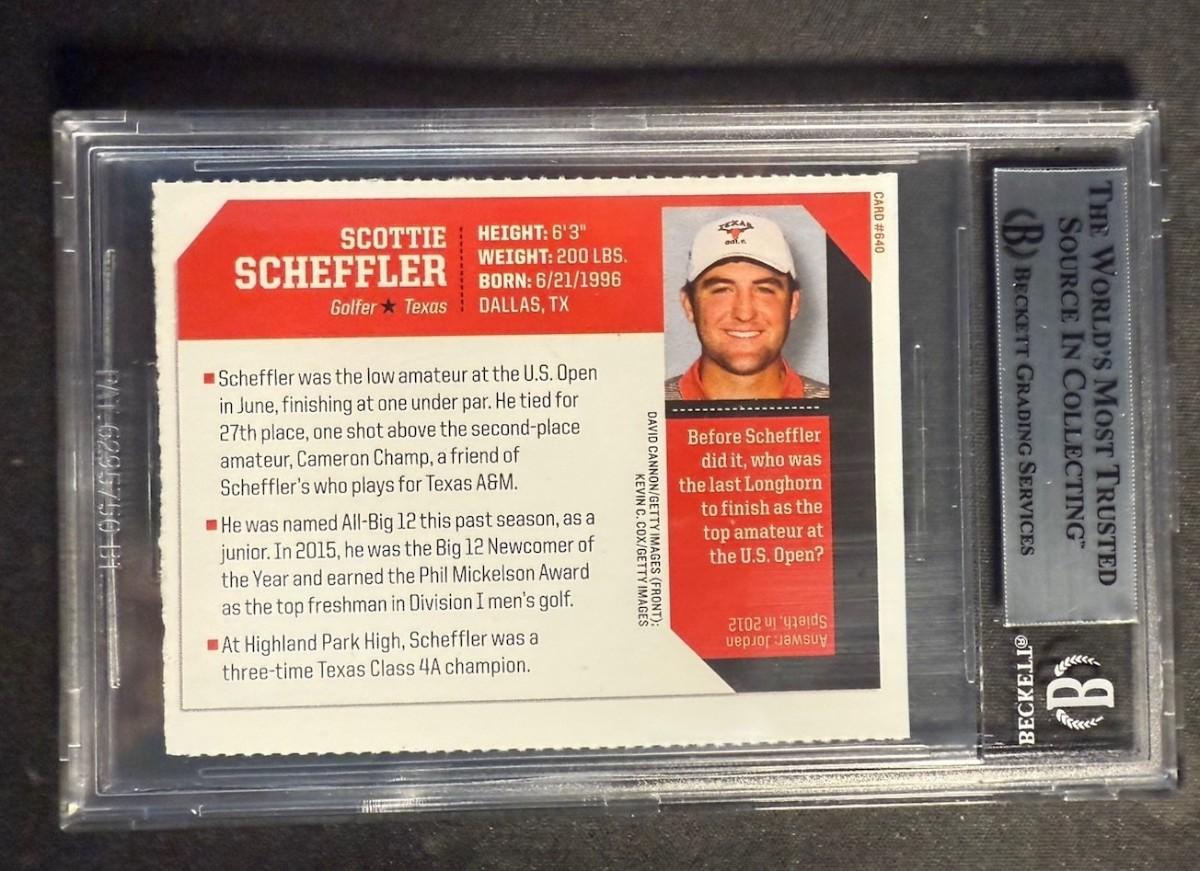 SCOTTIE
SCHEFFLER
Golfer ★ Texas
HEIGHT: 6'3"
WEIGHT: 200 LBS.
BORN: 6/21/1996
DALLAS, TX
CARD #640
TEXAS
GOLF
■ Scheffler was the low amateur at the U.S. Open
in June, finishing at one under par. He tied for
27th place, one shot above the second-place
amateur, Cameron Champ, a friend of
Scheffler's who plays for Texas A&M.
■ He was named All-Big 12 this past season, as a
junior. In 2015, he was the Big 12 Newcomer of
the Year and earned the Phil Mickelson Award
as the top freshman in Division I men's golf.
■ At Highland Park High, Scheffler was a
three-time Texas Class 4A champion.
DAVID CANNON/GETTY IMAGES (FRONT);
KEVIN C. COX/GETTY IMAGES
Before Scheffler
did it, who was
the last Longhorn
to finish as the
top amateur at
the U.S. Open?
Answer: Jordan
Spieth, in 2012
THE WORLD'S MOST TRUSTED
SOURCE IN COLLECTING™
B BECKETT GRADING SERVICES
B
BECKETT®